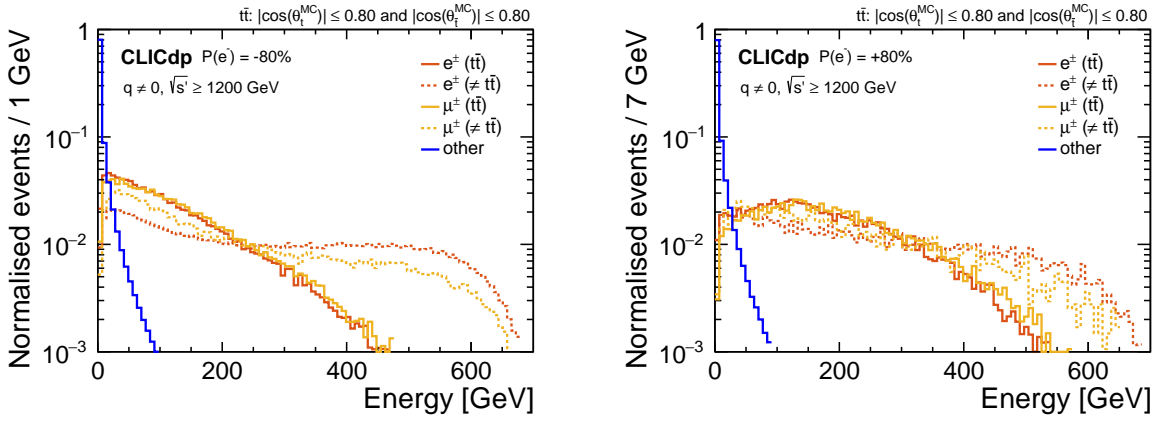 tt̄: |cos(θ_t^MC)| ≤ 0.80 and |cos(θ_t̄^MC)| ≤ 0.80
Normalised events / 1 GeV
1
10⁻¹
10⁻²
10⁻³
CLICdp P(e⁻) = -80%
q ≠ 0, √s' ≥ 1200 GeV
e± (tt̄)
e± (≠ tt̄)
μ± (tt̄)
μ± (≠ tt̄)
other
0 200 400 600
Energy [GeV]
tt̄: |cos(θ_t^MC)| ≤ 0.80 and |cos(θ_t̄^MC)| ≤ 0.80
Normalised events / 7 GeV
1
10⁻¹
10⁻²
10⁻³
CLICdp P(e⁻) = +80%
q ≠ 0, √s' ≥ 1200 GeV
e± (tt̄)
e± (≠ tt̄)
μ± (tt̄)
μ± (≠ tt̄)
other
0 200 400 600
Energy [GeV]